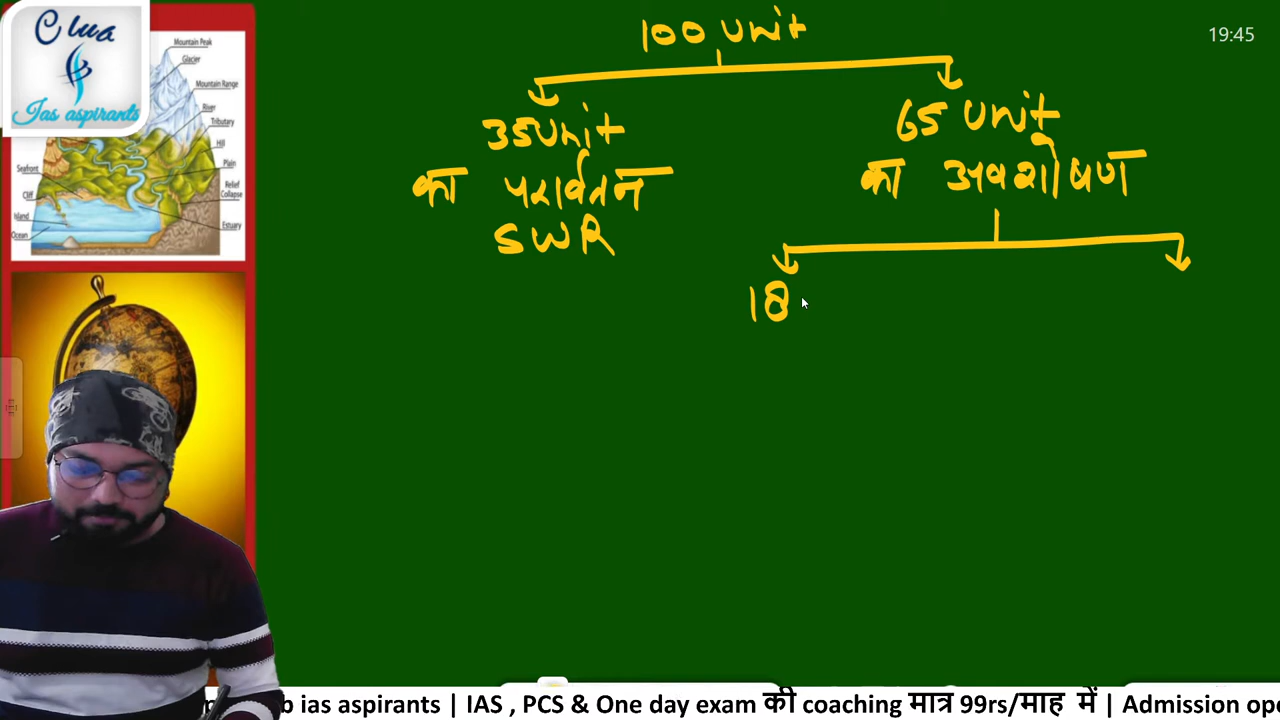 Club
Ias aspirants
Mountain Peak
Glacier
Mountain Range
River
Tributary
Hill
Plain
Relief
Collapse
Estuary
Seafront
Cliff
Island
Ocean
19:45
100 Unit
35 Unit
का परावर्तन
SWR
65 Unit
का अवशोषण
18
b ias aspirants | IAS , PCS & One day exam की coaching मात्र 99rs/माह में | Admission ope